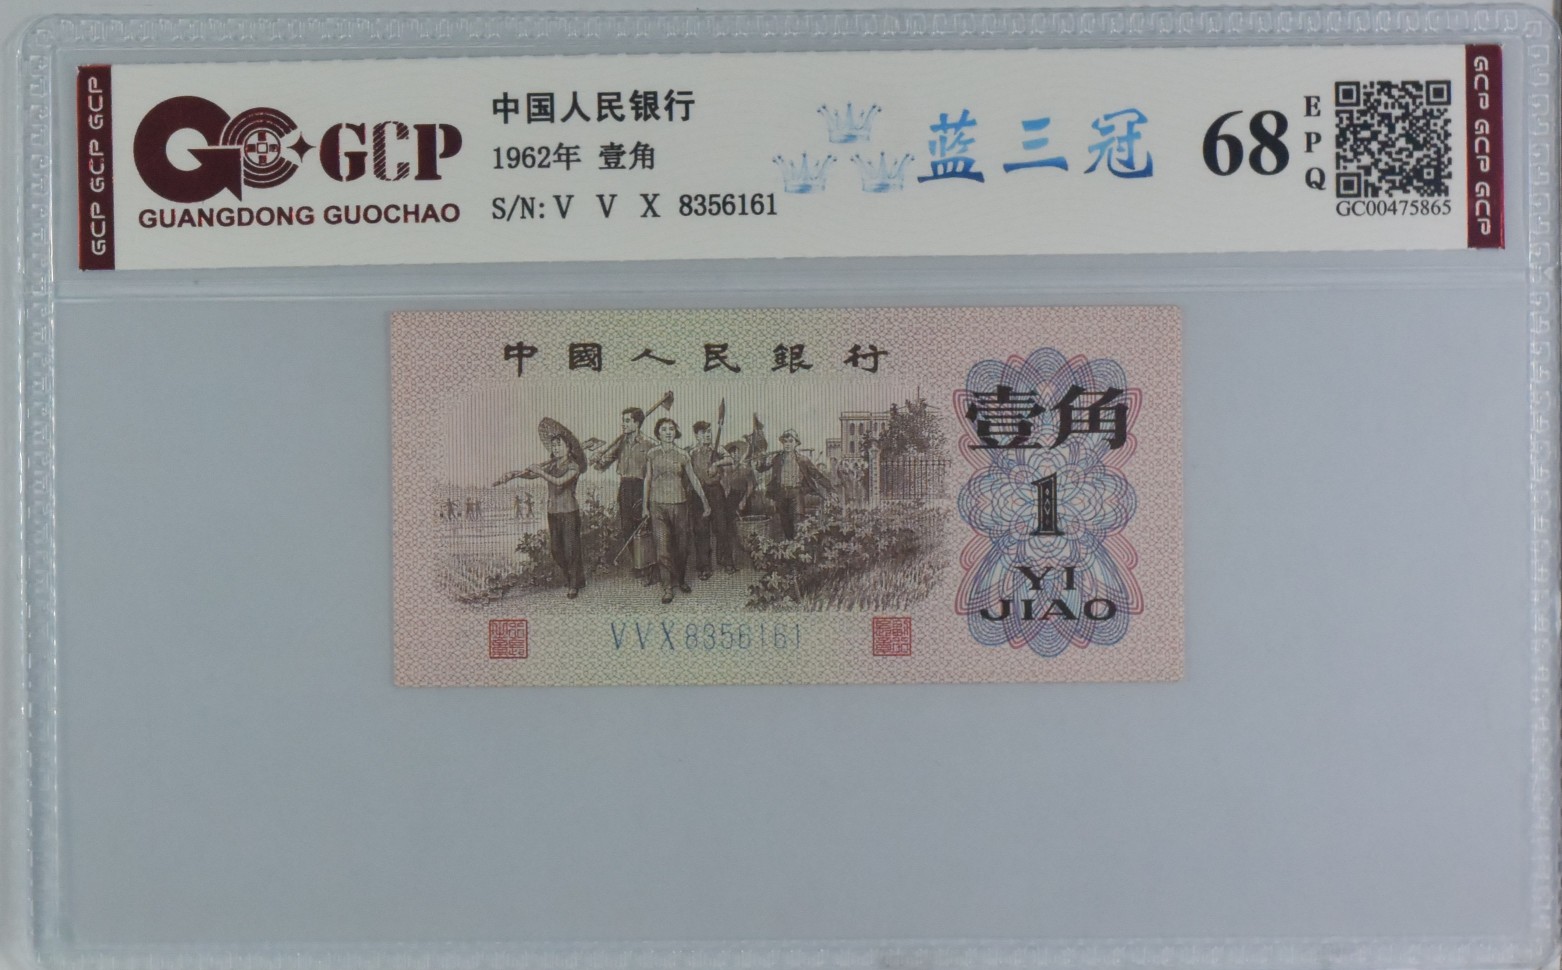 GCP GCP GCP
GCP
GUANGDONG GUOCHAO
中国人民银行
1962年 壹角
S/N: V V X 8356161
蓝三冠
68
EPQ
GC00475865
GCP GCP GCP
中國人民銀行
壹角
1
YI
JIAO
VVX8356161